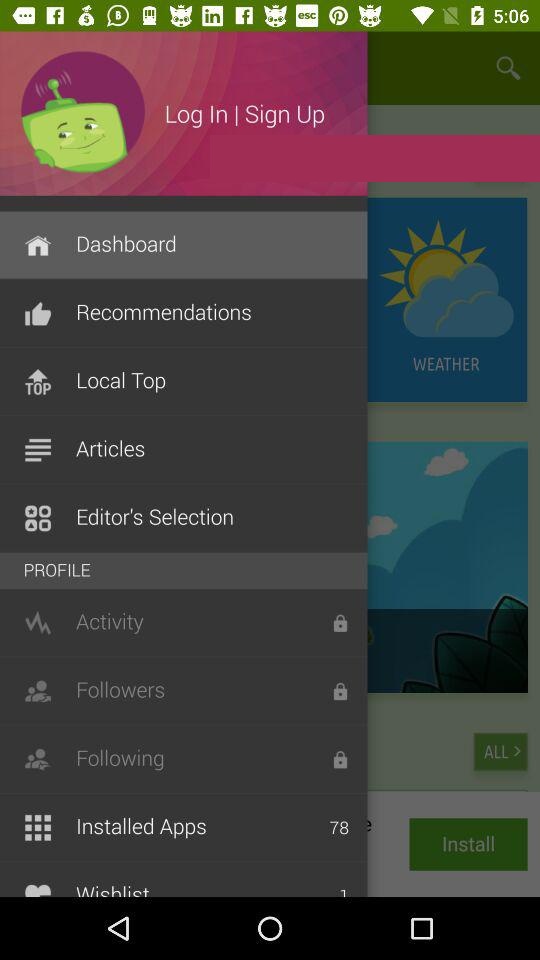 esc 5:06
Log In | Sign Up
Dashboard
Recommendations
WEATHER
TOP Local Top
Articles
Editor's Selection
PROFILE
Activity
Followers
Following
ALL >
Installed Apps 78
e
Install
Wishlist 1